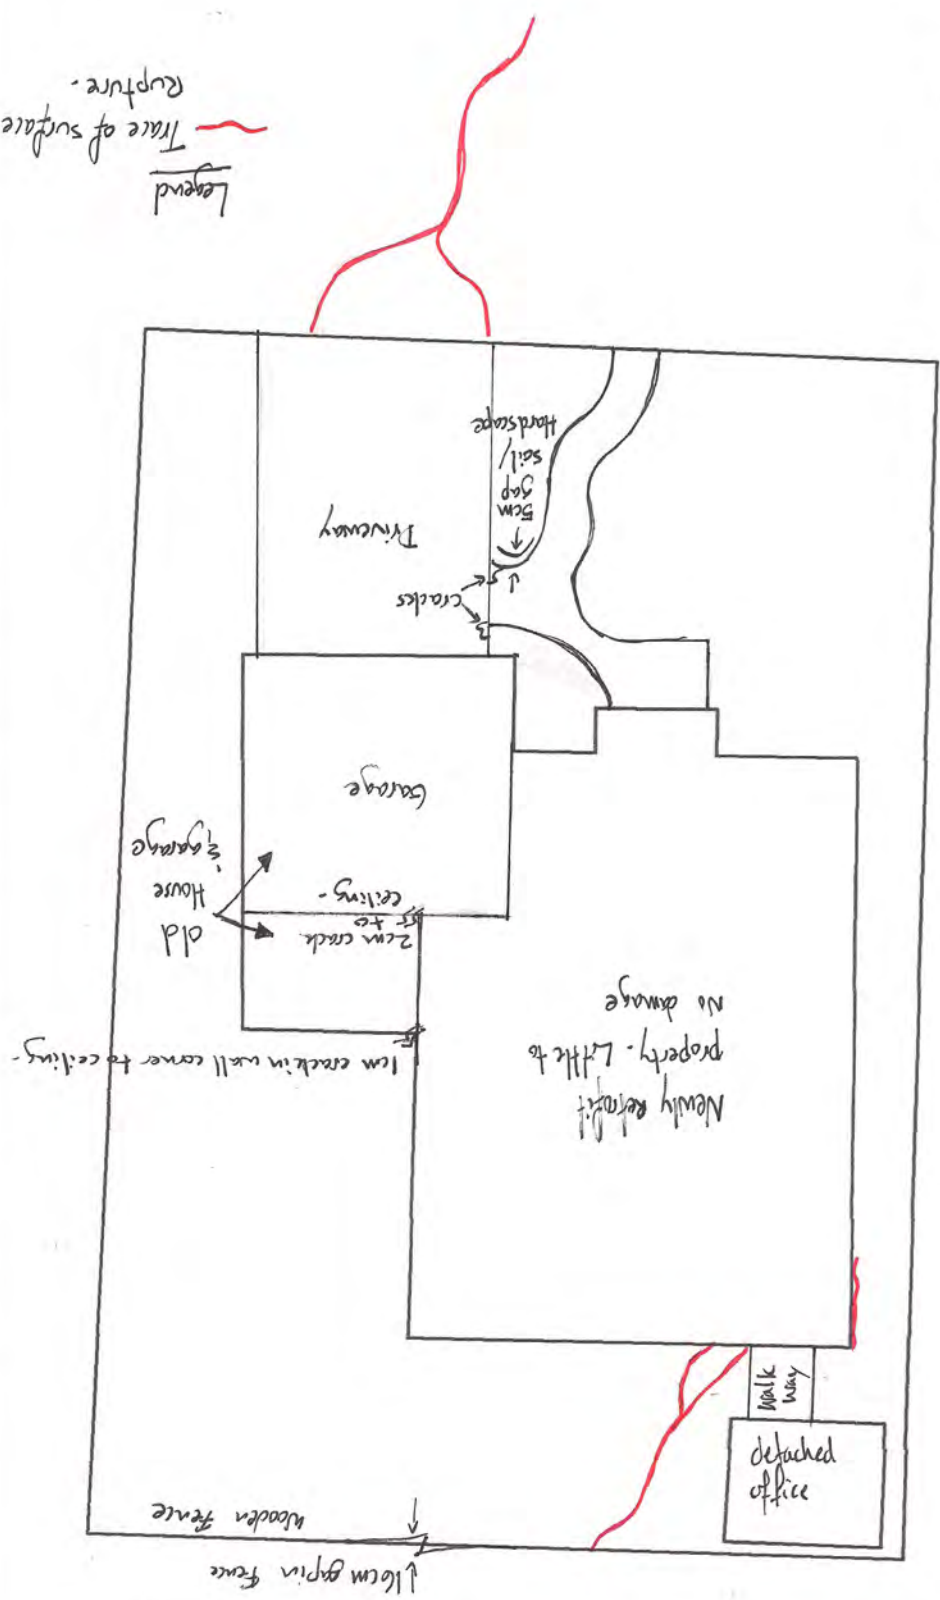 Legend
Trace of surface
Rupture.
Driveway
5cm
gap
soil/
Hardscape
cracks
Garage
old
House
& garage
2cm crack
to
ceiling.
1cm crack in wall corner to ceiling.
Newly Retrofit
property. Little to
No damage
walk
way
detached
office
Wooden Fence
16cm gap in Fence